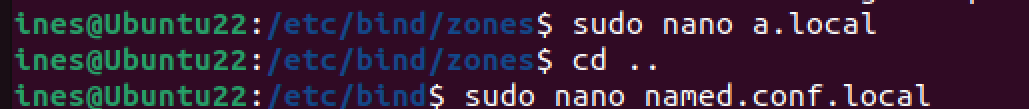 ines@Ubuntu22:/etc/bind/zones$ sudo nano a.local
ines@Ubuntu22:/etc/bind/zones$ cd ..
ines@Ubuntu22:/etc/bind$ sudo nano named.conf.local